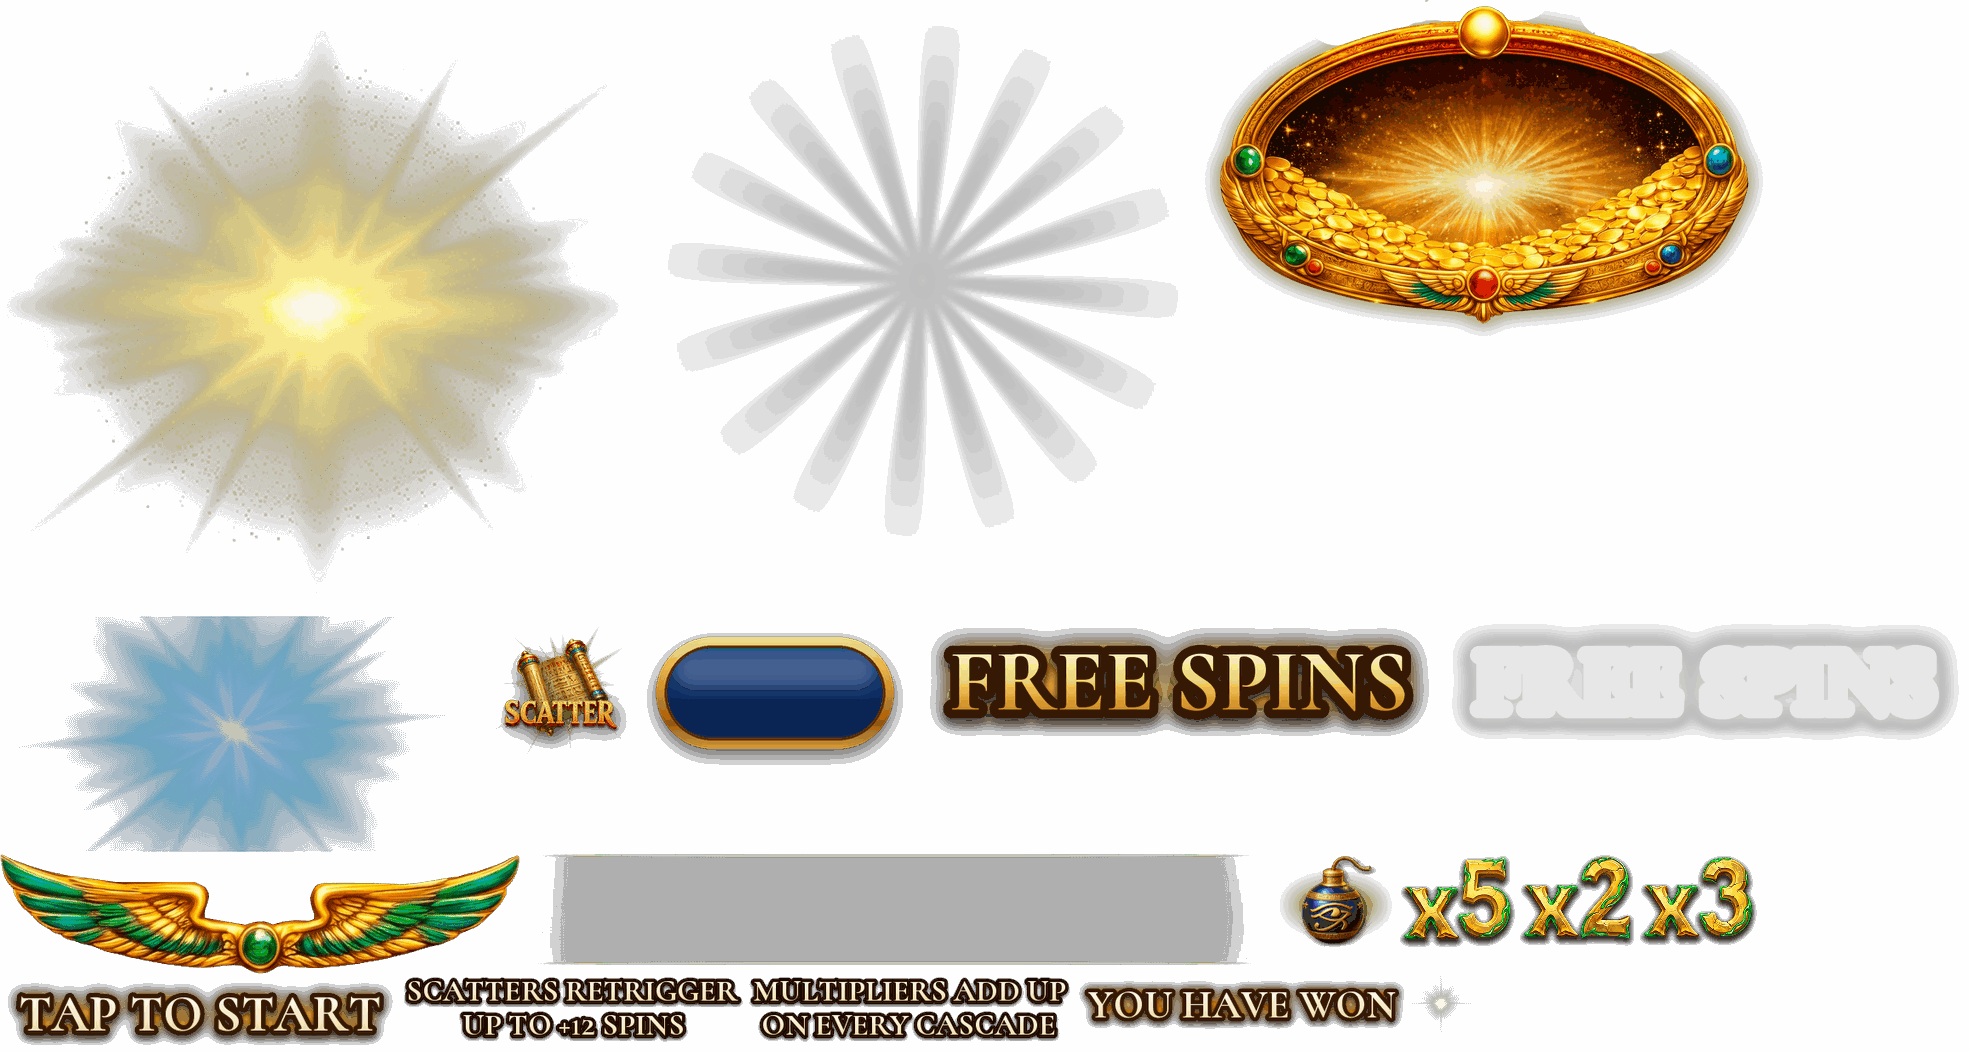 SCATTER
FREE SPINS
FREE SPINS
x5 x2 x3
TAP TO START
SCATTERS RETRIGGER
UP TO +12 SPINS
MULTIPLIERS ADD UP
ON EVERY CASCADE
YOU HAVE WON